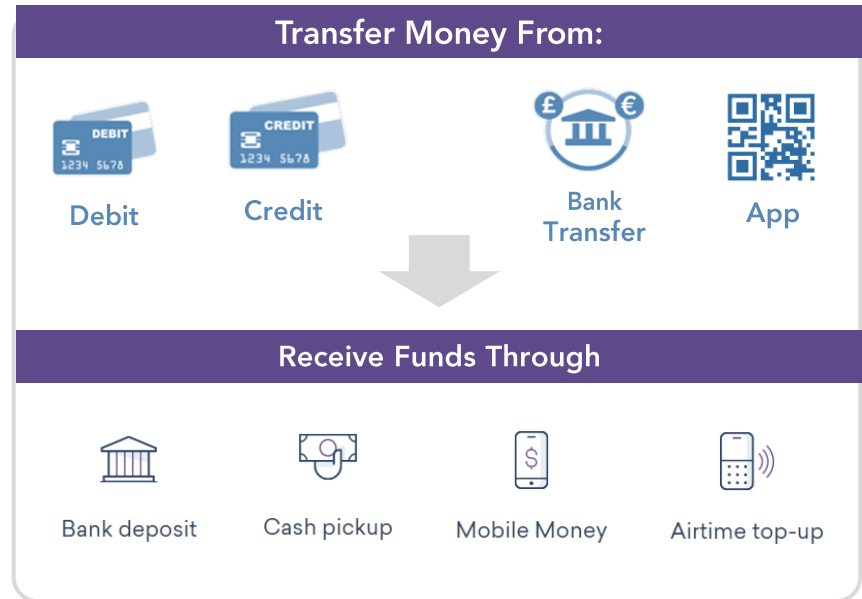 Transfer Money From:
DEBIT
1234 5678
CREDIT
1234 5678
£ €
Debit
Credit
Bank
Transfer
App
Receive Funds Through
$
Bank deposit
Cash pickup
Mobile Money
Airtime top-up